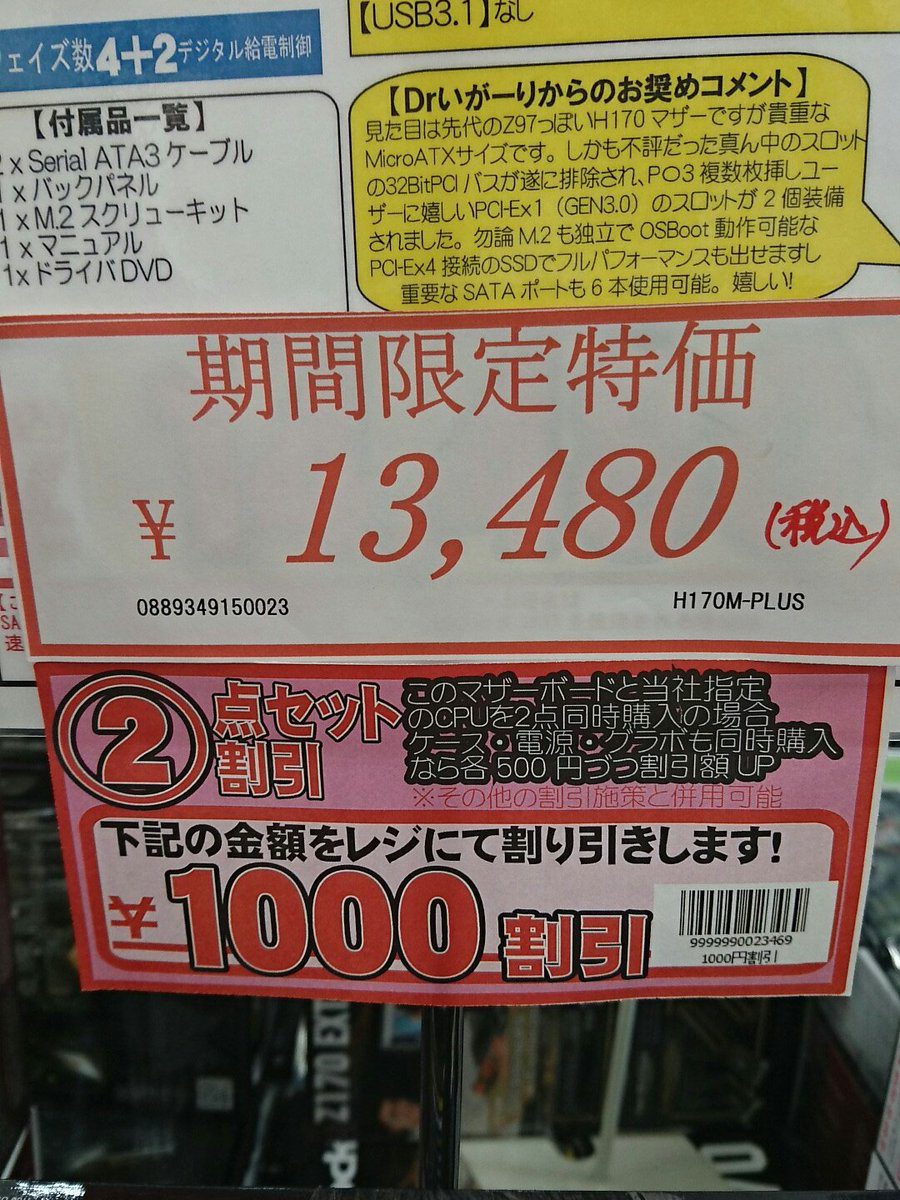 【USB3.1】なし
ェイズ数4+2デジタル給電制御
【付属品一覧】
x Serial ATA3 ケーブル
1 x バックパネル
1 x M.2 スクリューキット
1 x マニュアル
1x ドライバDVD
【Drいがーりからのお奨めコメント】
見た目は先代のZ97っぽいH170 マザーですが貴重な
MicroATXサイズです。しかも不評だった真ん中のスロット
の32BitPCI バスが遂に排除され、PO3 複数枚挿しユー
ザーに嬉しいPCI-Ex1（GEN3.0）のスロットが2個装備
されました。勿論 M.2 も独立で OSBoot 動作可能な
PCI-Ex4 接続のSSDでフルパフォーマンスも出せますし
重要な SATA ポートも 6 本使用可能。嬉しい!
期間限定特価
¥ 13,480 (税込)
0889349150023
H170M-PLUS
SA
速
②点セット割引
このマザーボードと当社指定
のCPUを2点同時購入の場合
ケース・電源・グラボも同時購入
なら各 500 円づつ割引額 UP
※その他の割引施策と併用可能
下記の金額をレジにて割り引きします!
¥1000割引
9999990023469
1000円割引
Z170 EX